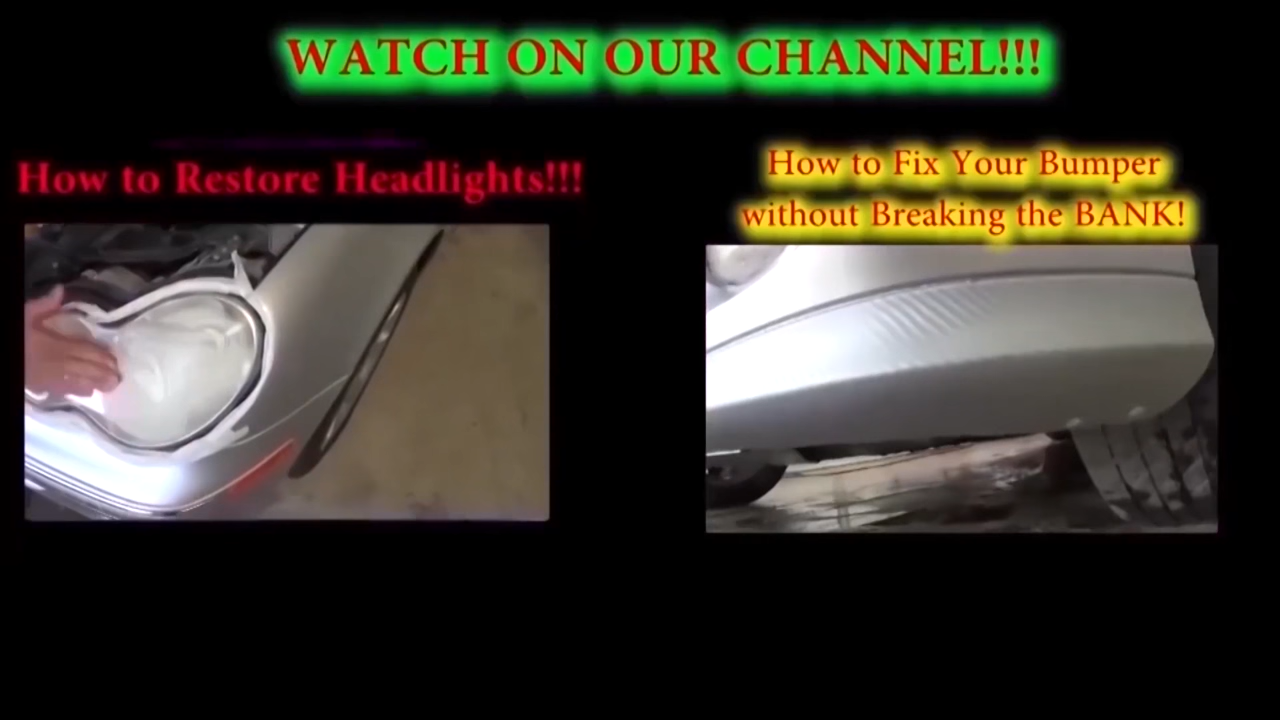 WATCH ON OUR CHANNEL!!!
How to Restore Headlights!!!
How to Fix Your Bumper
without Breaking the BANK!